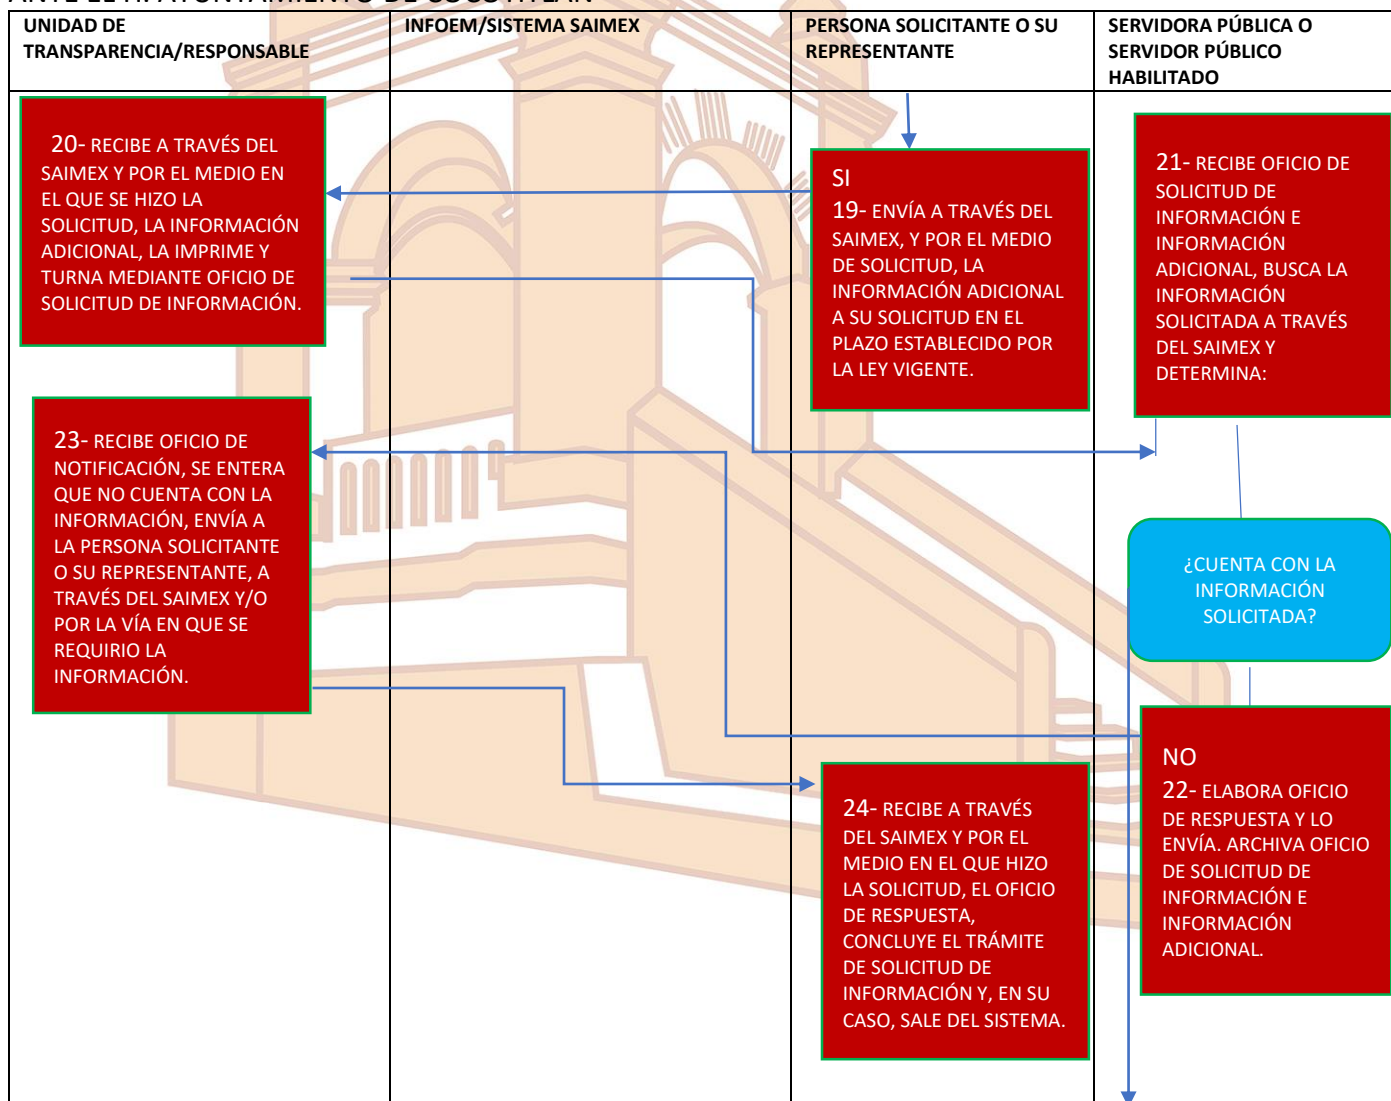 ANTE EL H. AYUNTAMIENTO DE COCOTITLÁN
UNIDAD DE
TRANSPARENCIA/RESPONSABLE
INFOEM/SISTEMA SAIMEX
PERSONA SOLICITANTE O SU
REPRESENTANTE
SERVIDORA PÚBLICA O
SERVIDOR PÚBLICO
HABILITADO
SI
19- ENVÍA A TRAVÉS DEL
SAIMEX, Y POR EL MEDIO
DE SOLICITUD, LA
INFORMACIÓN ADICIONAL
A SU SOLICITUD EN EL
PLAZO ESTABLECIDO POR
LA LEY VIGENTE.
20- RECIBE A TRAVÉS DEL
SAIMEX Y POR EL MEDIO EN
EL QUE SE HIZO LA
SOLICITUD, LA INFORMACIÓN
ADICIONAL, LA IMPRIME Y
TURNA MEDIANTE OFICIO DE
SOLICITUD DE INFORMACIÓN.
21- RECIBE OFICIO DE
SOLICITUD DE
INFORMACIÓN E
INFORMACIÓN
ADICIONAL, BUSCA LA
INFORMACIÓN
SOLICITADA A TRAVÉS
DEL SAIMEX Y
DETERMINA:
¿CUENTA CON LA
INFORMACIÓN
SOLICITADA?
NO
22- ELABORA OFICIO
DE RESPUESTA Y LO
ENVÍA. ARCHIVA OFICIO
DE SOLICITUD DE
INFORMACIÓN E
INFORMACIÓN
ADICIONAL.
23- RECIBE OFICIO DE
NOTIFICACIÓN, SE ENTERA
QUE NO CUENTA CON LA
INFORMACIÓN, ENVÍA A
LA PERSONA SOLICITANTE
O SU REPRESENTANTE, A
TRAVÉS DEL SAIMEX Y/O
POR LA VÍA EN QUE SE
REQUIRIO LA
INFORMACIÓN.
24- RECIBE A TRAVÉS
DEL SAIMEX Y POR EL
MEDIO EN EL QUE HIZO
LA SOLICITUD, EL OFICIO
DE RESPUESTA,
CONCLUYE EL TRÁMITE
DE SOLICITUD DE
INFORMACIÓN Y, EN SU
CASO, SALE DEL SISTEMA.